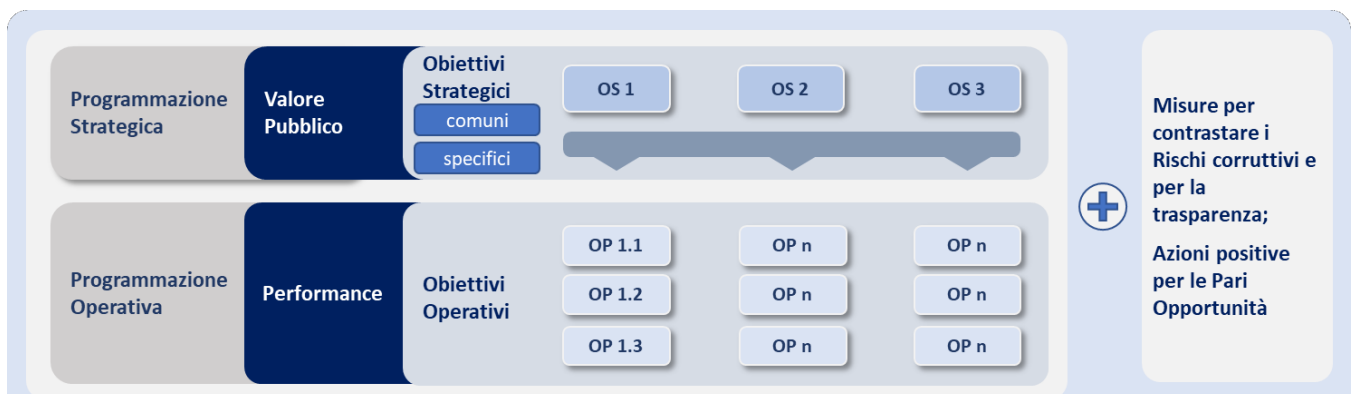 Programmazione
Strategica
Valore
Pubblico
Obiettivi
Strategici
comuni
specifici
OS 1
OS 2
OS 3
Programmazione
Operativa
Performance
Obiettivi
Operativi
OP 1.1
OP n
OP n
OP 1.2
OP n
OP n
OP 1.3
OP n
OP n
Misure per
contrastare i
Rischi corruttivi e
per la
trasparenza;
Azioni positive
per le Pari
Opportunità